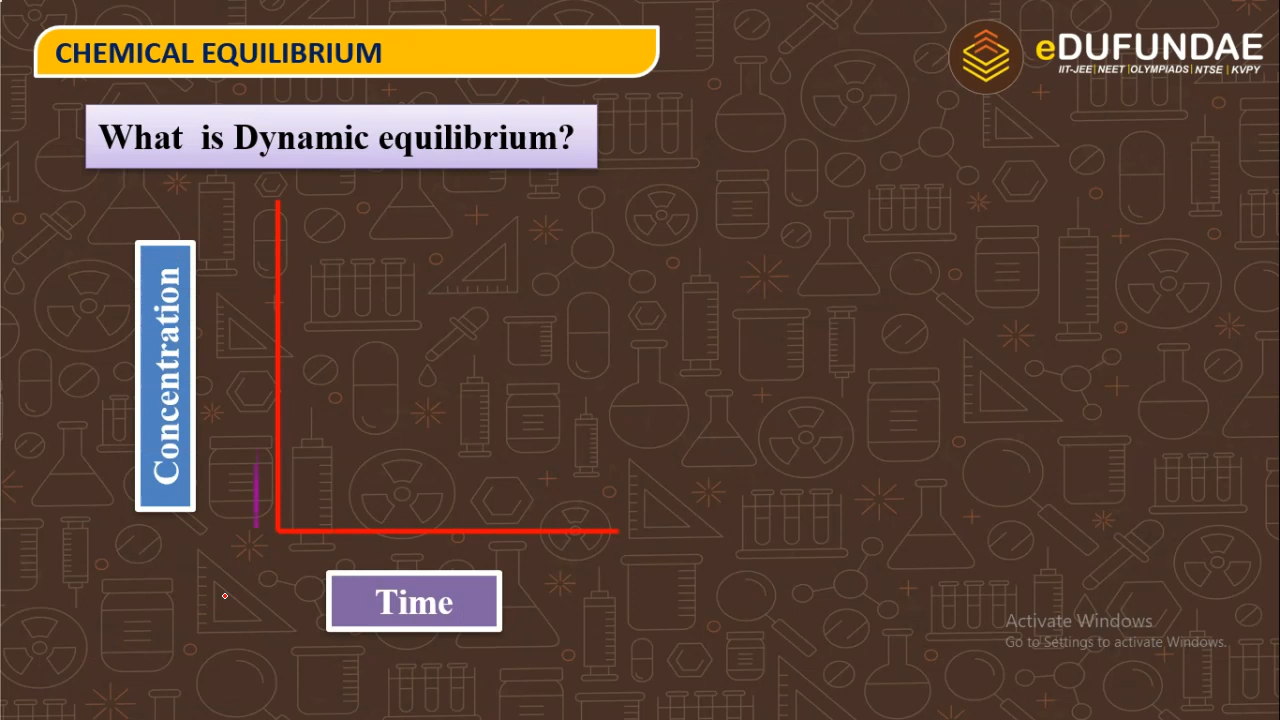 CHEMICAL EQUILIBRIUM
eDUFUNDAE
IIT-JEE|NEET|OLYMPIADS|NTSE|KVPY
What is Dynamic equilibrium?
Concentration
Time
Activate Windows
Go to Settings to activate Windows.